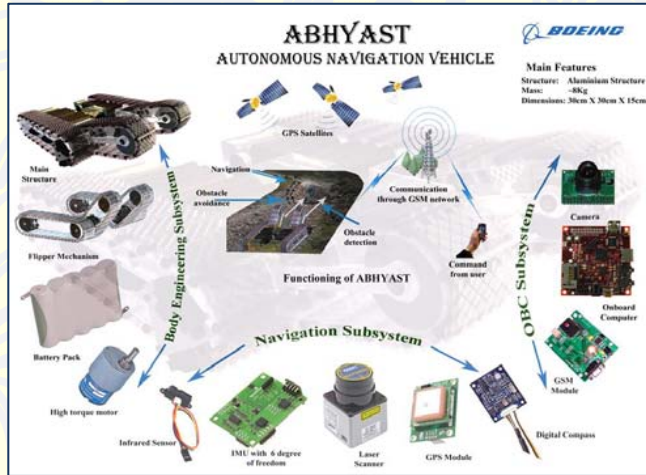 ABHYAST
AUTONOMOUS NAVIGATION VEHICLE
BOEING
Main Features
Structure: Aluminium Structure
Mass: ~8Kg
Dimensions: 30cm X 30cm X 15cm
GPS Satellites
Main
Structure
Navigation
Obstacle
avoidance
Obstacle
detection
Communication
through GSM network
Command
from user
Functioning of ABHYAST
Camera
Flipper Mechanism
Body Engineering Subsystem
OBC Subsystem
Onboard
Computer
Battery Pack
Navigation Subsystem
GSM
Module
High torque motor
Infrared Sensor
IMU with 6 degree
of freedom
Laser
Scanner
GPS Module
Digital Compass